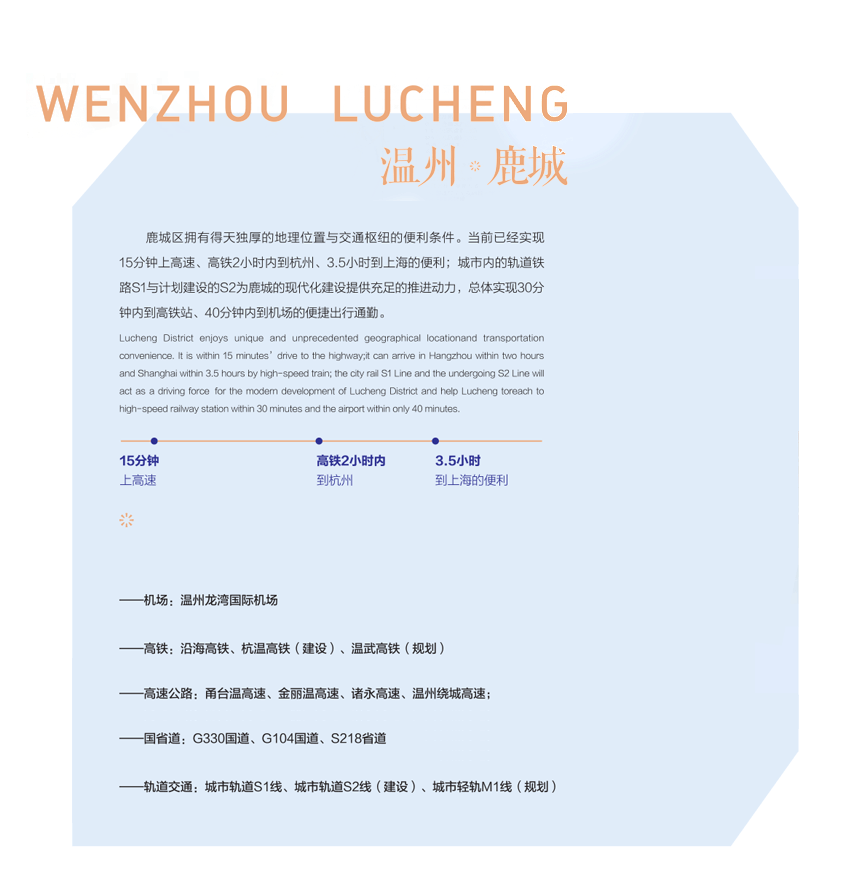 WENZHOU LUCHENG
温州 鹿城
鹿城区拥有得天独厚的地理位置与交通枢纽的便利条件。当前已经实现
15分钟上高速、高铁2小时内到杭州、3.5小时到上海的便利；城市内的轨道铁
路S1与计划建设的S2为鹿城的现代化建设提供充足的推进动力，总体实现30分
钟内到高铁站、40分钟内到机场的便捷出行通勤。
Lucheng District enjoys unique and unprecedented geographical locationand transportation
convenience. It is within 15 minutes' drive to the highway;it can arrive in Hangzhou within two hours
and Shanghai within 3.5 hours by high-speed train; the city rail S1 Line and the undergoing S2 Line will
act as a driving force for the modern development of Lucheng District and help Lucheng toreach to
high-speed railway station within 30 minutes and the airport within only 40 minutes.
15分钟 高铁2小时内 3.5小时
上高速 到杭州 到上海的便利
——机场：温州龙湾国际机场
——高铁：沿海高铁、杭温高铁（建设）、温武高铁（规划）
——高速公路：甬台温高速、金丽温高速、诸永高速、温州绕城高速；
——国省道：G330国道、G104国道、S218省道
——轨道交通：城市轨道S1线、城市轨道S2线（建设）、城市轻轨M1线（规划）